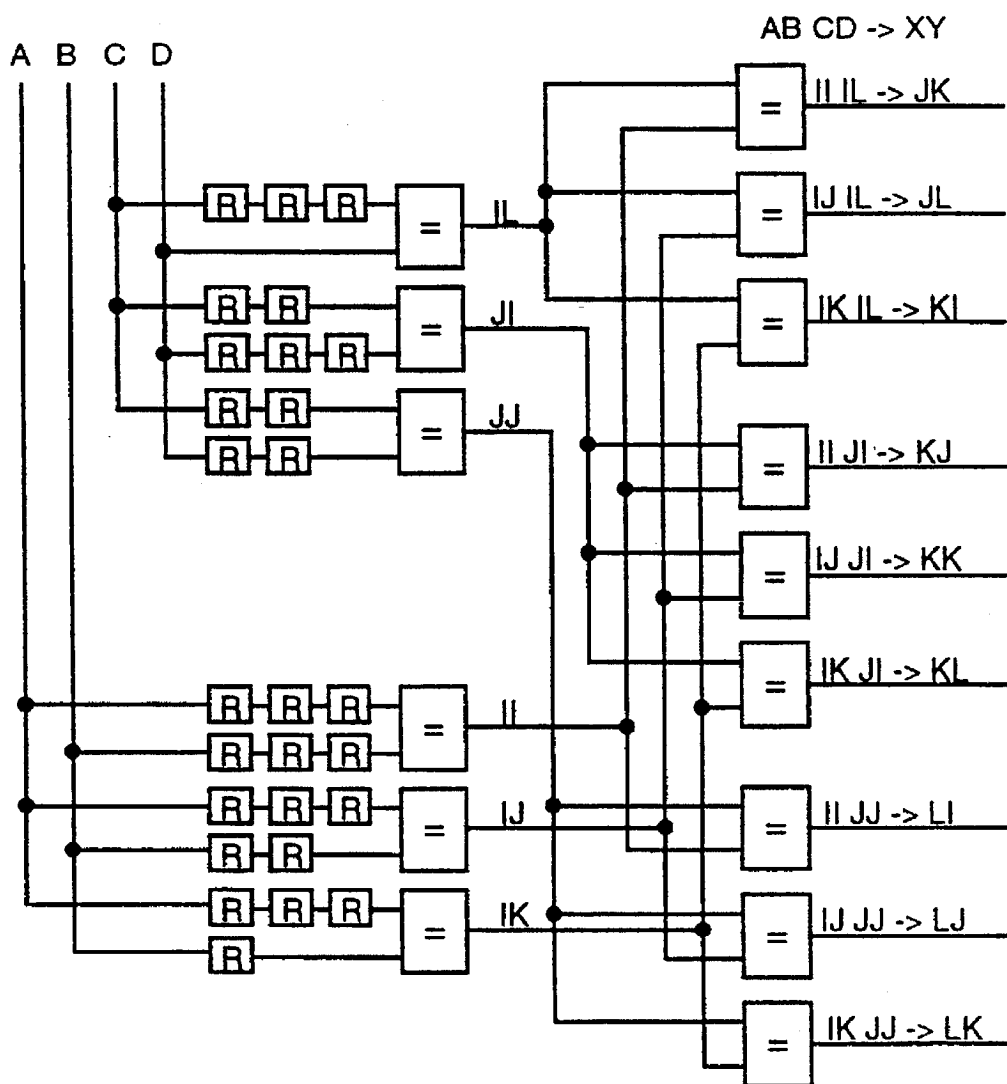 AB CD -> XY
A B C D
II IL -> JK
R R R = IL
=
IJ IL -> JL
=
IK IL -> KI
=
R R = JI
R R R
R R = JJ
R R
II JI -> KJ
=
IJ JI -> KK
=
IK JI -> KL
=
R R R = II
R R R
R R R = IJ
R R
II JJ -> LI
=
R R R = IK
R
IJ JJ -> LJ
=
IK JJ -> LK
=